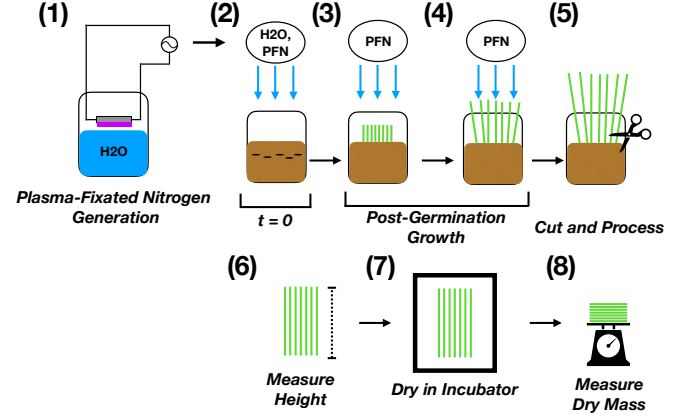 (1)
(2)
(3)
(4)
(5)
H2O,
PFN
PFN
PFN
H2O
Plasma-Fixated Nitrogen
Generation
t = 0
Post-Germination
Growth
Cut and Process
(6)
(7)
(8)
Measure
Height
Dry in Incubator
Measure
Dry Mass